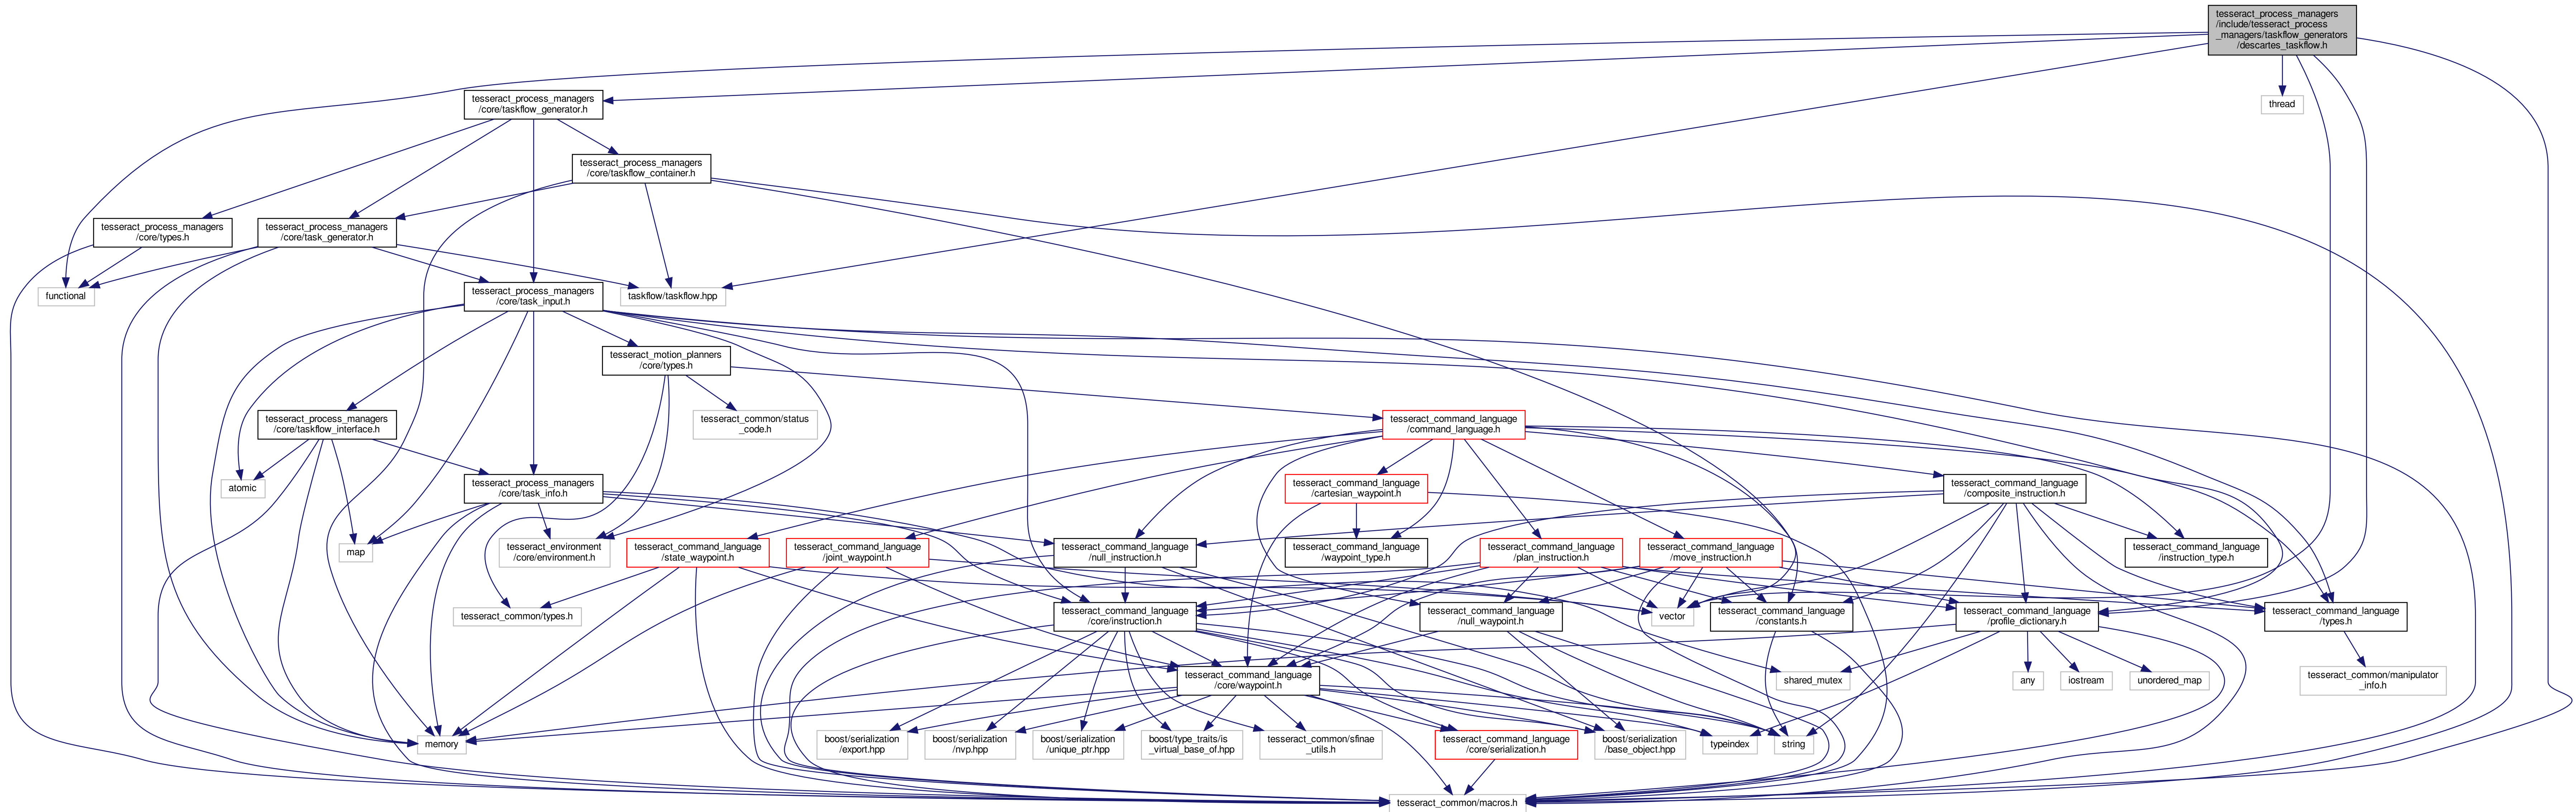 tesseract_process_managers
/include/tesseract_process
_managers/taskflow_generators
/descartes_taskflow.h
tesseract_process_managers
/core/taskflow_generator.h
thread
tesseract_process_managers
/core/taskflow_container.h
tesseract_process_managers
/core/types.h
tesseract_process_managers
/core/task_generator.h
functional
tesseract_process_managers
/core/task_input.h
taskflow/taskflow.hpp
tesseract_motion_planners
/core/types.h
tesseract_process_managers
/core/taskflow_interface.h
tesseract_common/status
_code.h
tesseract_command_language
/command_language.h
atomic
tesseract_process_managers
/core/task_info.h
tesseract_command_language
/cartesian_waypoint.h
tesseract_command_language
/composite_instruction.h
map
tesseract_environment
/core/environment.h
tesseract_command_language
/state_waypoint.h
tesseract_command_language
/joint_waypoint.h
tesseract_command_language
/null_instruction.h
tesseract_command_language
/waypoint_type.h
tesseract_command_language
/plan_instruction.h
tesseract_command_language
/move_instruction.h
tesseract_command_language
/instruction_type.h
tesseract_common/types.h
tesseract_command_language
/core/instruction.h
tesseract_command_language
/null_waypoint.h
vector
tesseract_command_language
/constants.h
tesseract_command_language
/profile_dictionary.h
tesseract_command_language
/types.h
tesseract_command_language
/core/waypoint.h
shared_mutex
any
iostream
unordered_map
tesseract_common/manipulator
_info.h
memory
boost/serialization
/export.hpp
boost/serialization
/nvp.hpp
boost/serialization
/unique_ptr.hpp
boost/type_traits/is
_virtual_base_of.hpp
tesseract_common/sfinae
_utils.h
tesseract_command_language
/core/serialization.h
boost/serialization
/base_object.hpp
typeindex
string
tesseract_common/macros.h